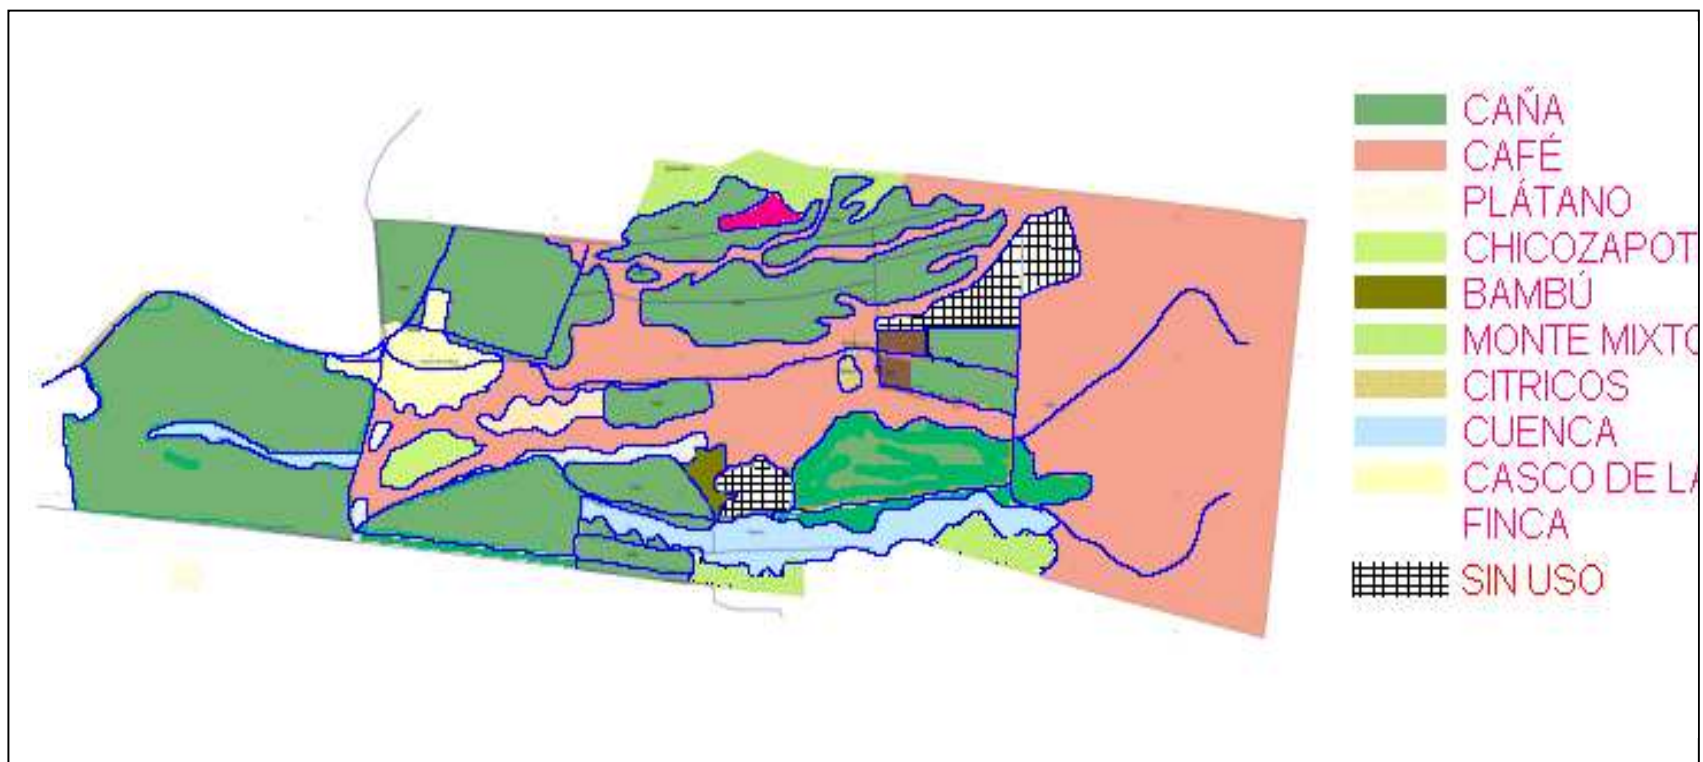 CAÑA
CAFÉ
PLÁTANO
CHICOZAPOT
BAMBÚ
MONTE MIXTO
CITRICOS
CUENCA
CASCO DE LA
FINCA
SIN USO